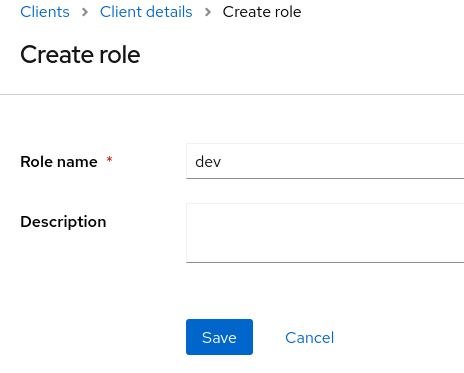 Clients > Client details > Create role
Create role
Role name *
dev
Description
Save Cancel